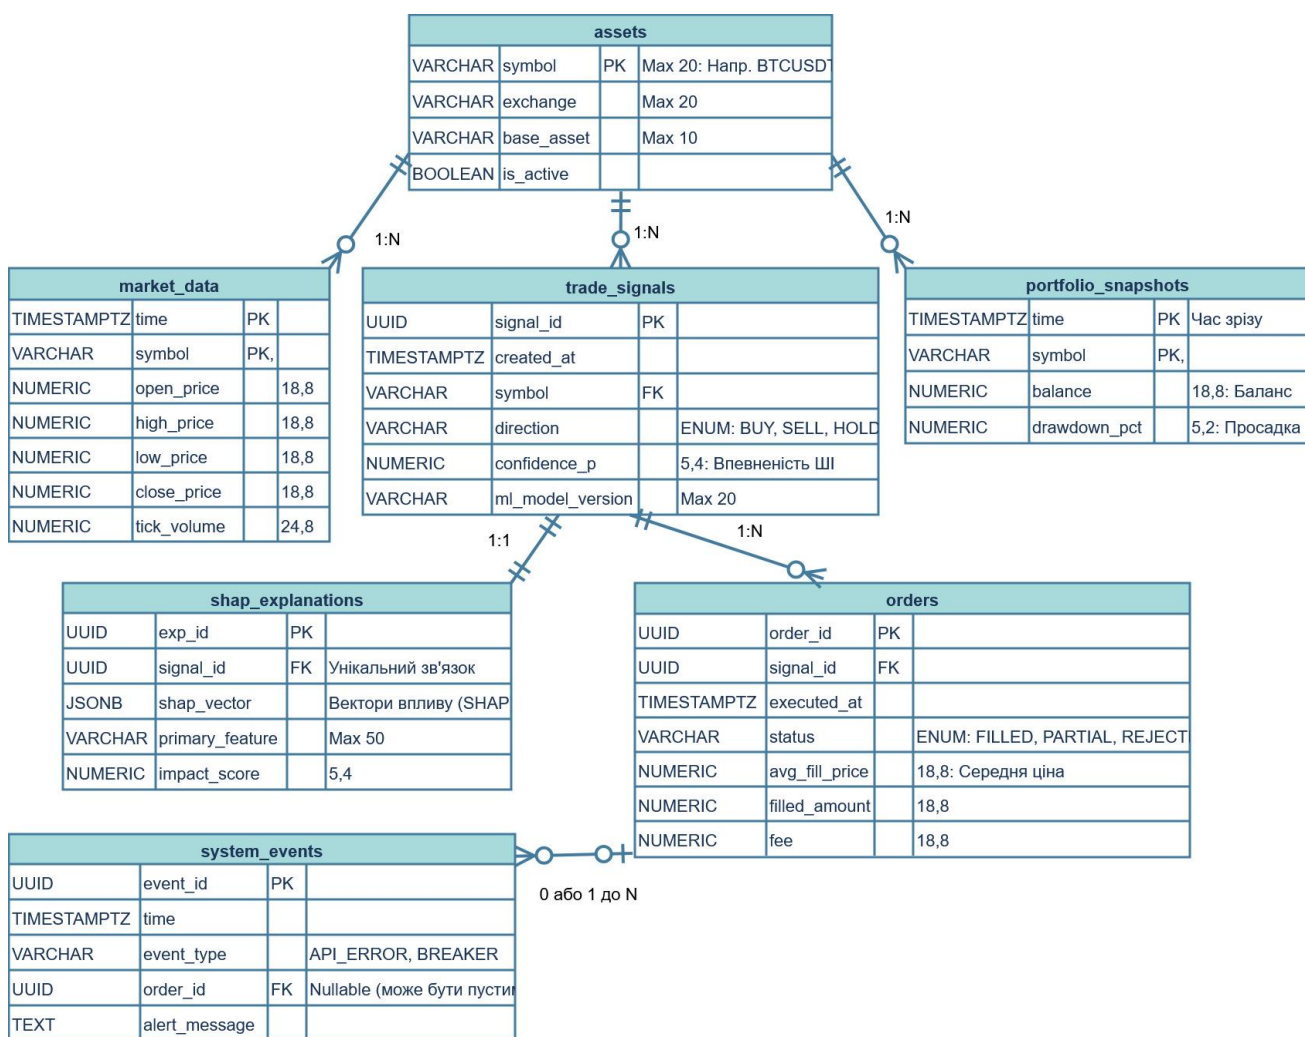 assets
VARCHAR symbol PK Max 20: Напр. BTCUSDT
VARCHAR exchange Max 20
VARCHAR base_asset Max 10
BOOLEAN is_active
1:N
1:N
1:N
market_data
TIMESTAMPTZ time PK
VARCHAR symbol PK,
NUMERIC open_price 18,8
NUMERIC high_price 18,8
NUMERIC low_price 18,8
NUMERIC close_price 18,8
NUMERIC tick_volume 24,8
trade_signals
UUID signal_id PK
TIMESTAMPTZ created_at
VARCHAR symbol FK
VARCHAR direction ENUM: BUY, SELL, HOLD
NUMERIC confidence_p 5,4: Впевненість ШІ
VARCHAR ml_model_version Max 20
portfolio_snapshots
TIMESTAMPTZ time PK Час зрізу
VARCHAR symbol PK,
NUMERIC balance 18,8: Баланс
NUMERIC drawdown_pct 5,2: Просадка
1:1
1:N
shap_explanations
UUID exp_id PK
UUID signal_id FK Унікальний зв'язок
JSONB shap_vector Вектори впливу (SHAP
VARCHAR primary_feature Max 50
NUMERIC impact_score 5,4
orders
UUID order_id PK
UUID signal_id FK
TIMESTAMPTZ executed_at
VARCHAR status ENUM: FILLED, PARTIAL, REJECT
NUMERIC avg_fill_price 18,8: Середня ціна
NUMERIC filled_amount 18,8
NUMERIC fee 18,8
system_events
UUID event_id PK
TIMESTAMPTZ time
VARCHAR event_type API_ERROR, BREAKER
UUID order_id FK Nullable (може бути пустим
TEXT alert_message
0 або 1 до N